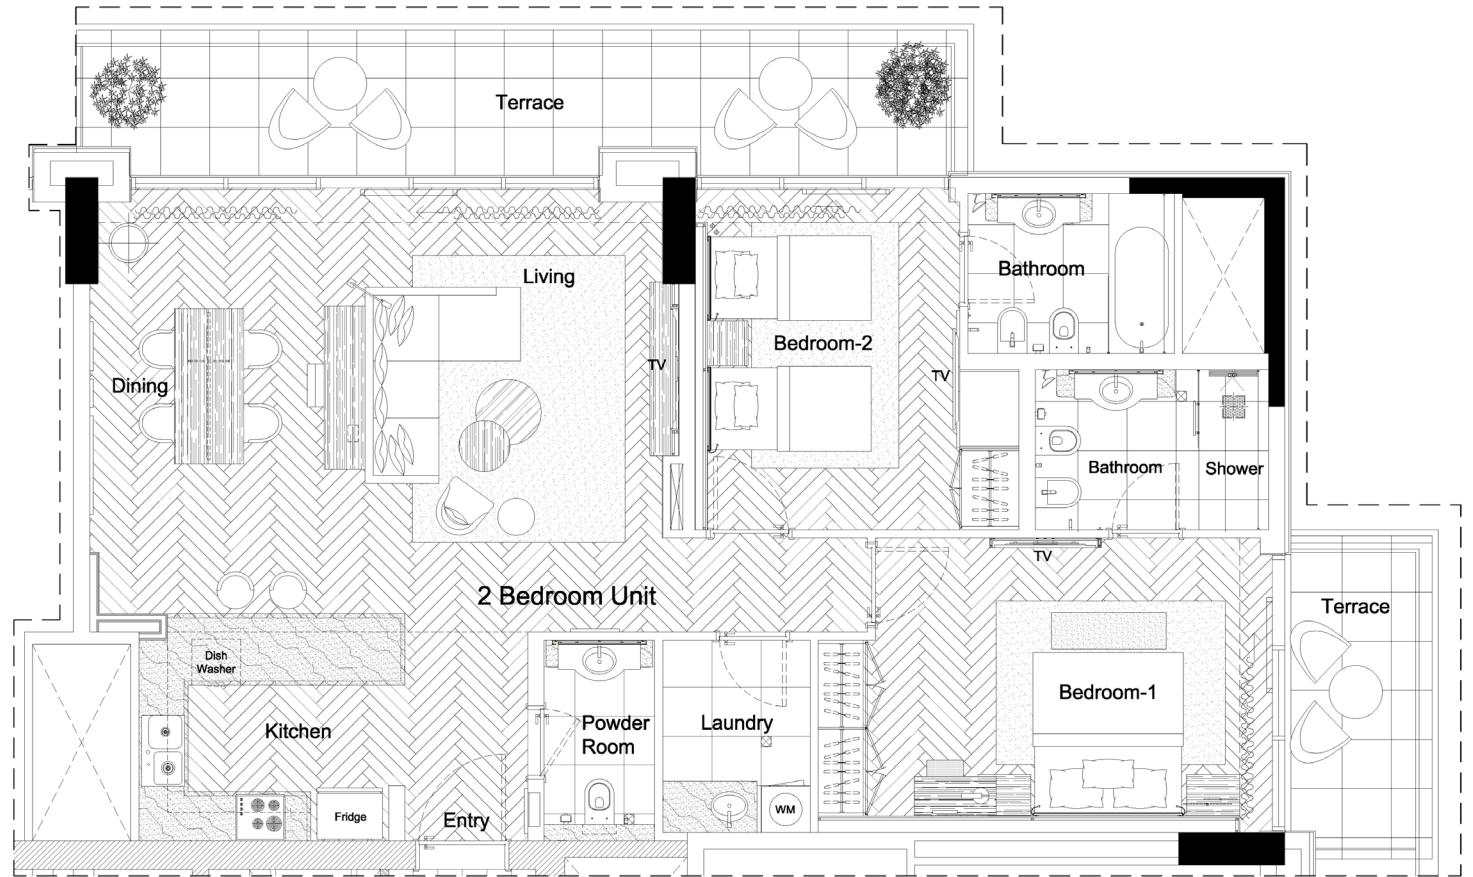 Terrace
Living
Bathroom
Bedroom-2
TV
TV
Dining
Bathroom
Shower
TV
2 Bedroom Unit
Terrace
Dish
Washer
Bedroom-1
Kitchen
Powder
Room
Laundry
Fridge
Entry
WM